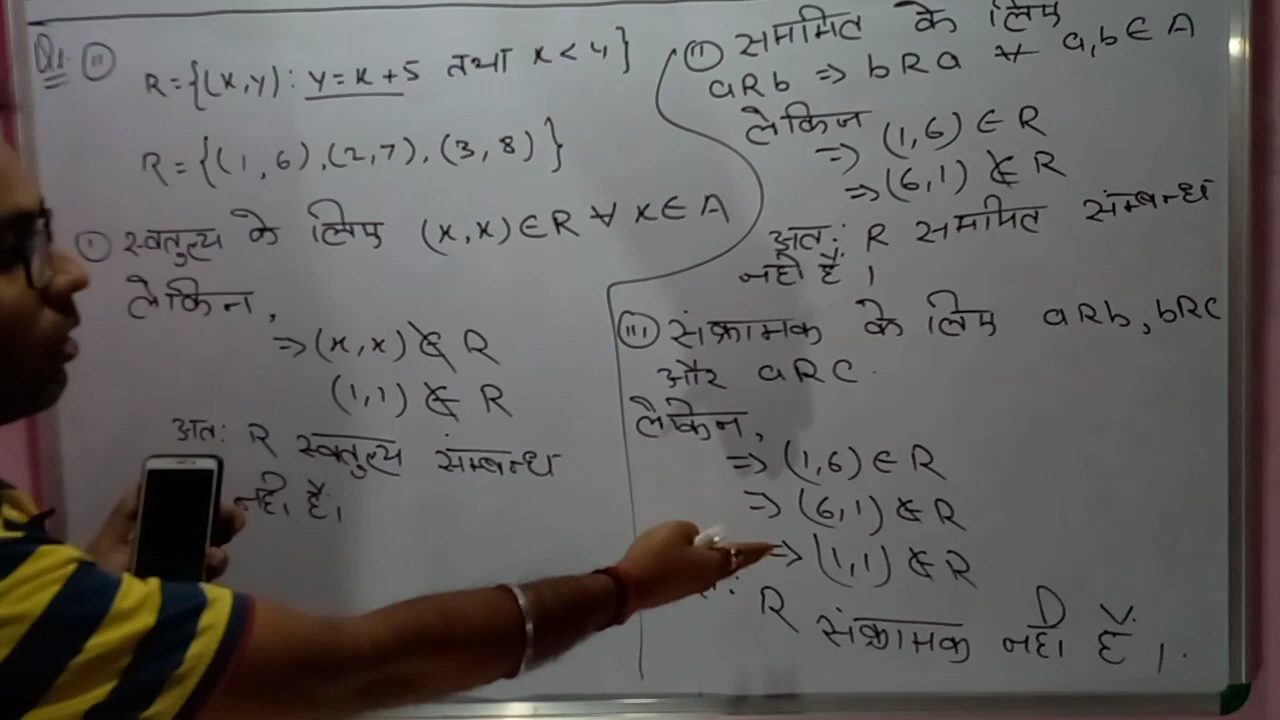 Q1. (ii) R={(x,y): y=x+5 तथा x<4}
R={(1,6),(2,7),(3,8)}
(i) स्वतुल्य के लिए (x,x)∈R ∀ x∈A
लेकिन,
⇒(x,x)∉R
(1,1)∉R
अतः R स्वतुल्य सम्बन्ध
नही है।
(ii) सममित के लिए
aRb ⇒ bRa ∀ a,b∈A
लेकिन (1,6)∈R
⇒
⇒(6,1)∉R
अतः R सममित सम्बन्ध
नही है।
(iii) संक्रामक के लिए aRb, bRC
और aRC.
लेकिन,
⇒(1,6)∈R
⇒(6,1)∉R
⇒(1,1)∉R
R संक्रामक नही है।